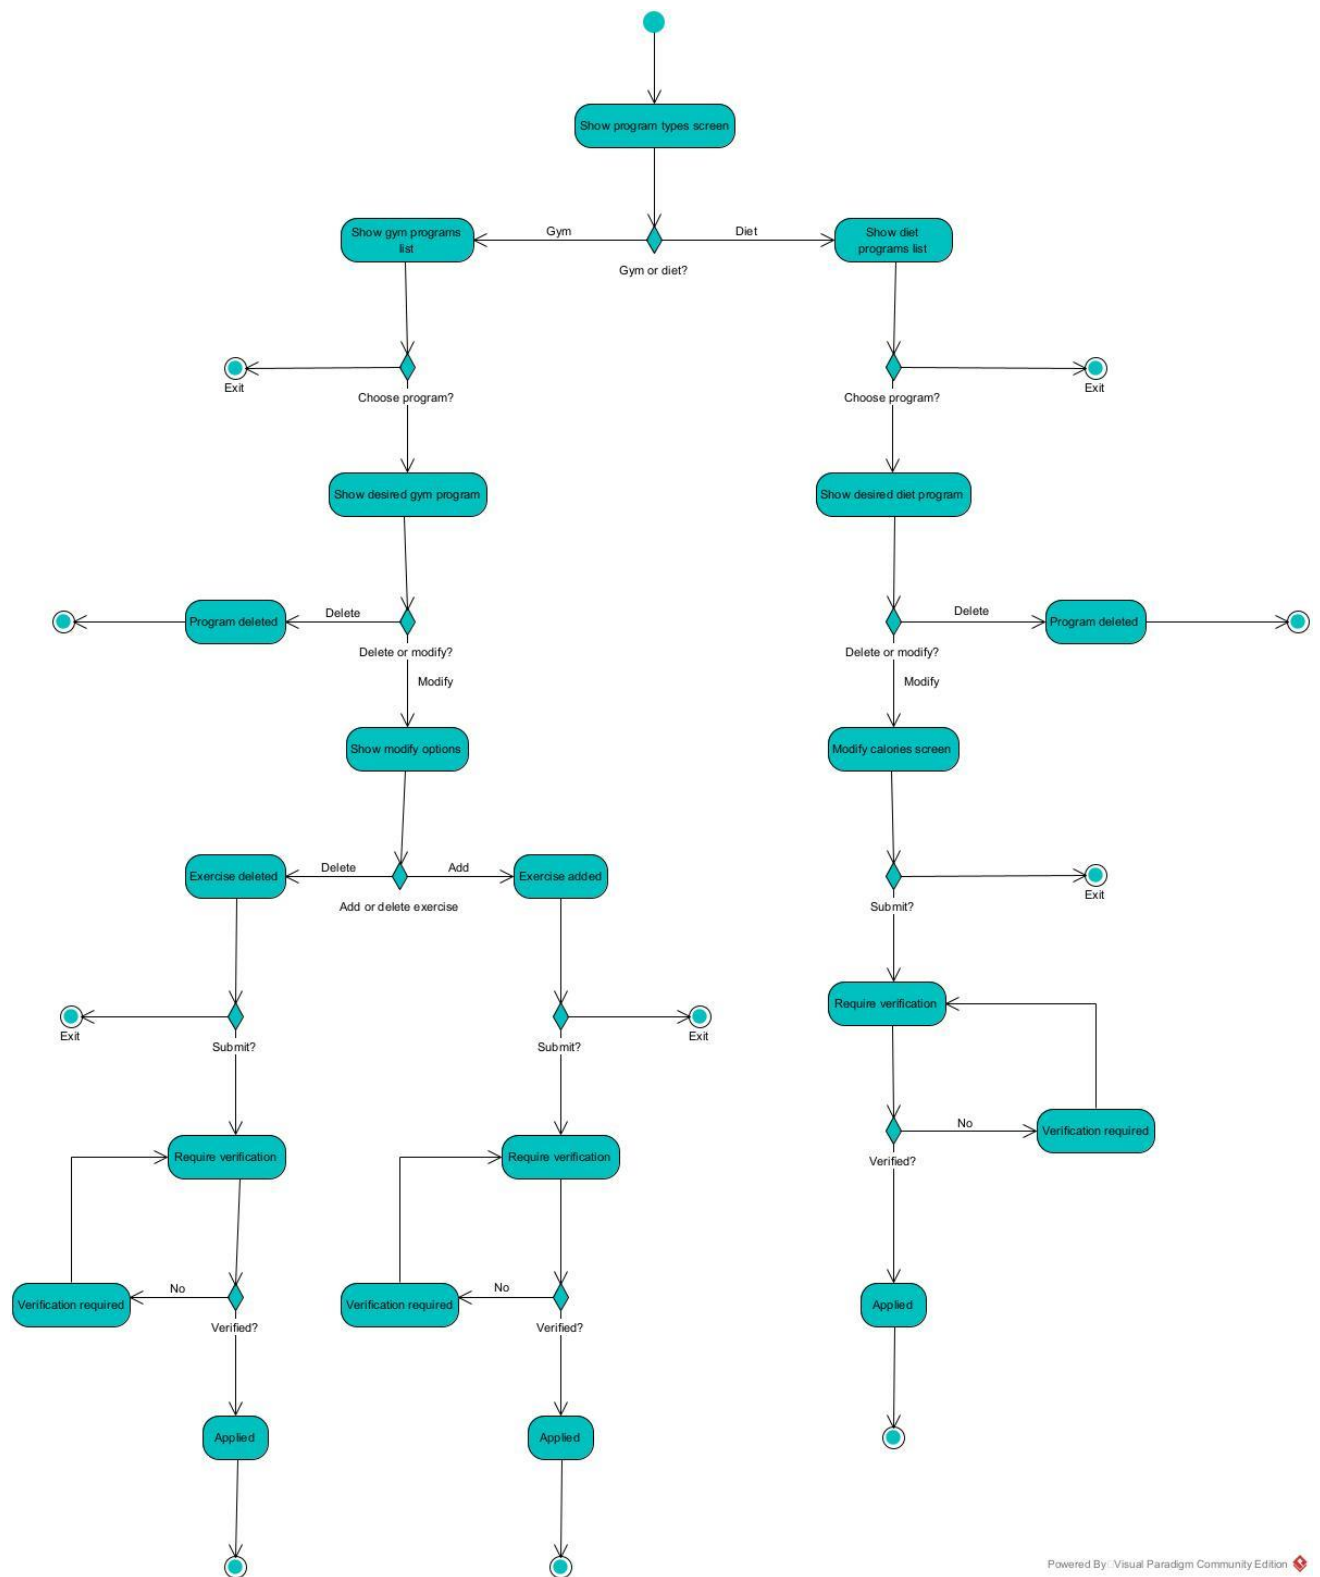 Show program types screen
Show gym programs
list
Gym
Diet
Show diet
programs list
Gym or diet?
Exit
Choose program?
Choose program?
Exit
Show desired gym program
Show desired diet program
Program deleted
Delete
Delete or modify?
Modify
Delete
Program deleted
Delete or modify?
Modify
Show modify options
Modify calories screen
Exercise deleted
Delete
Add
Exercise added
Add or delete exercise
Submit?
Exit
Exit
Submit?
Submit?
Exit
Require verification
Require verification
Require verification
No
Verification required
Verified?
Verification required
No
Verified?
Verification required
No
Verified?
Applied
Applied
Applied
Powered By Visual Paradigm Community Edition